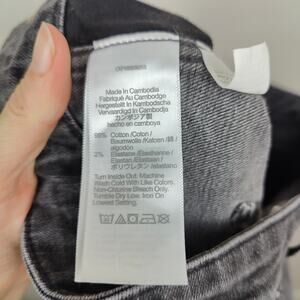 Made In Cambodia
Fabriqué Au Cambodge
Hergestellt In Kambodscha
Vervaardigd In Cambodja
カンボジア製
hecho en camboya
98% Cotton /Coton /
Baumwolle /Katoen /綿 /
algodón
2% Elastane /Élasthanne /
Elastan /Elastaan /
ポリウレタン /elastano
Turn Inside Out. Machine
Wash Cold With Like Colors.
Non-Chlorine Bleach Only.
Tumble Dry Low. Iron On
Lowest Setting.